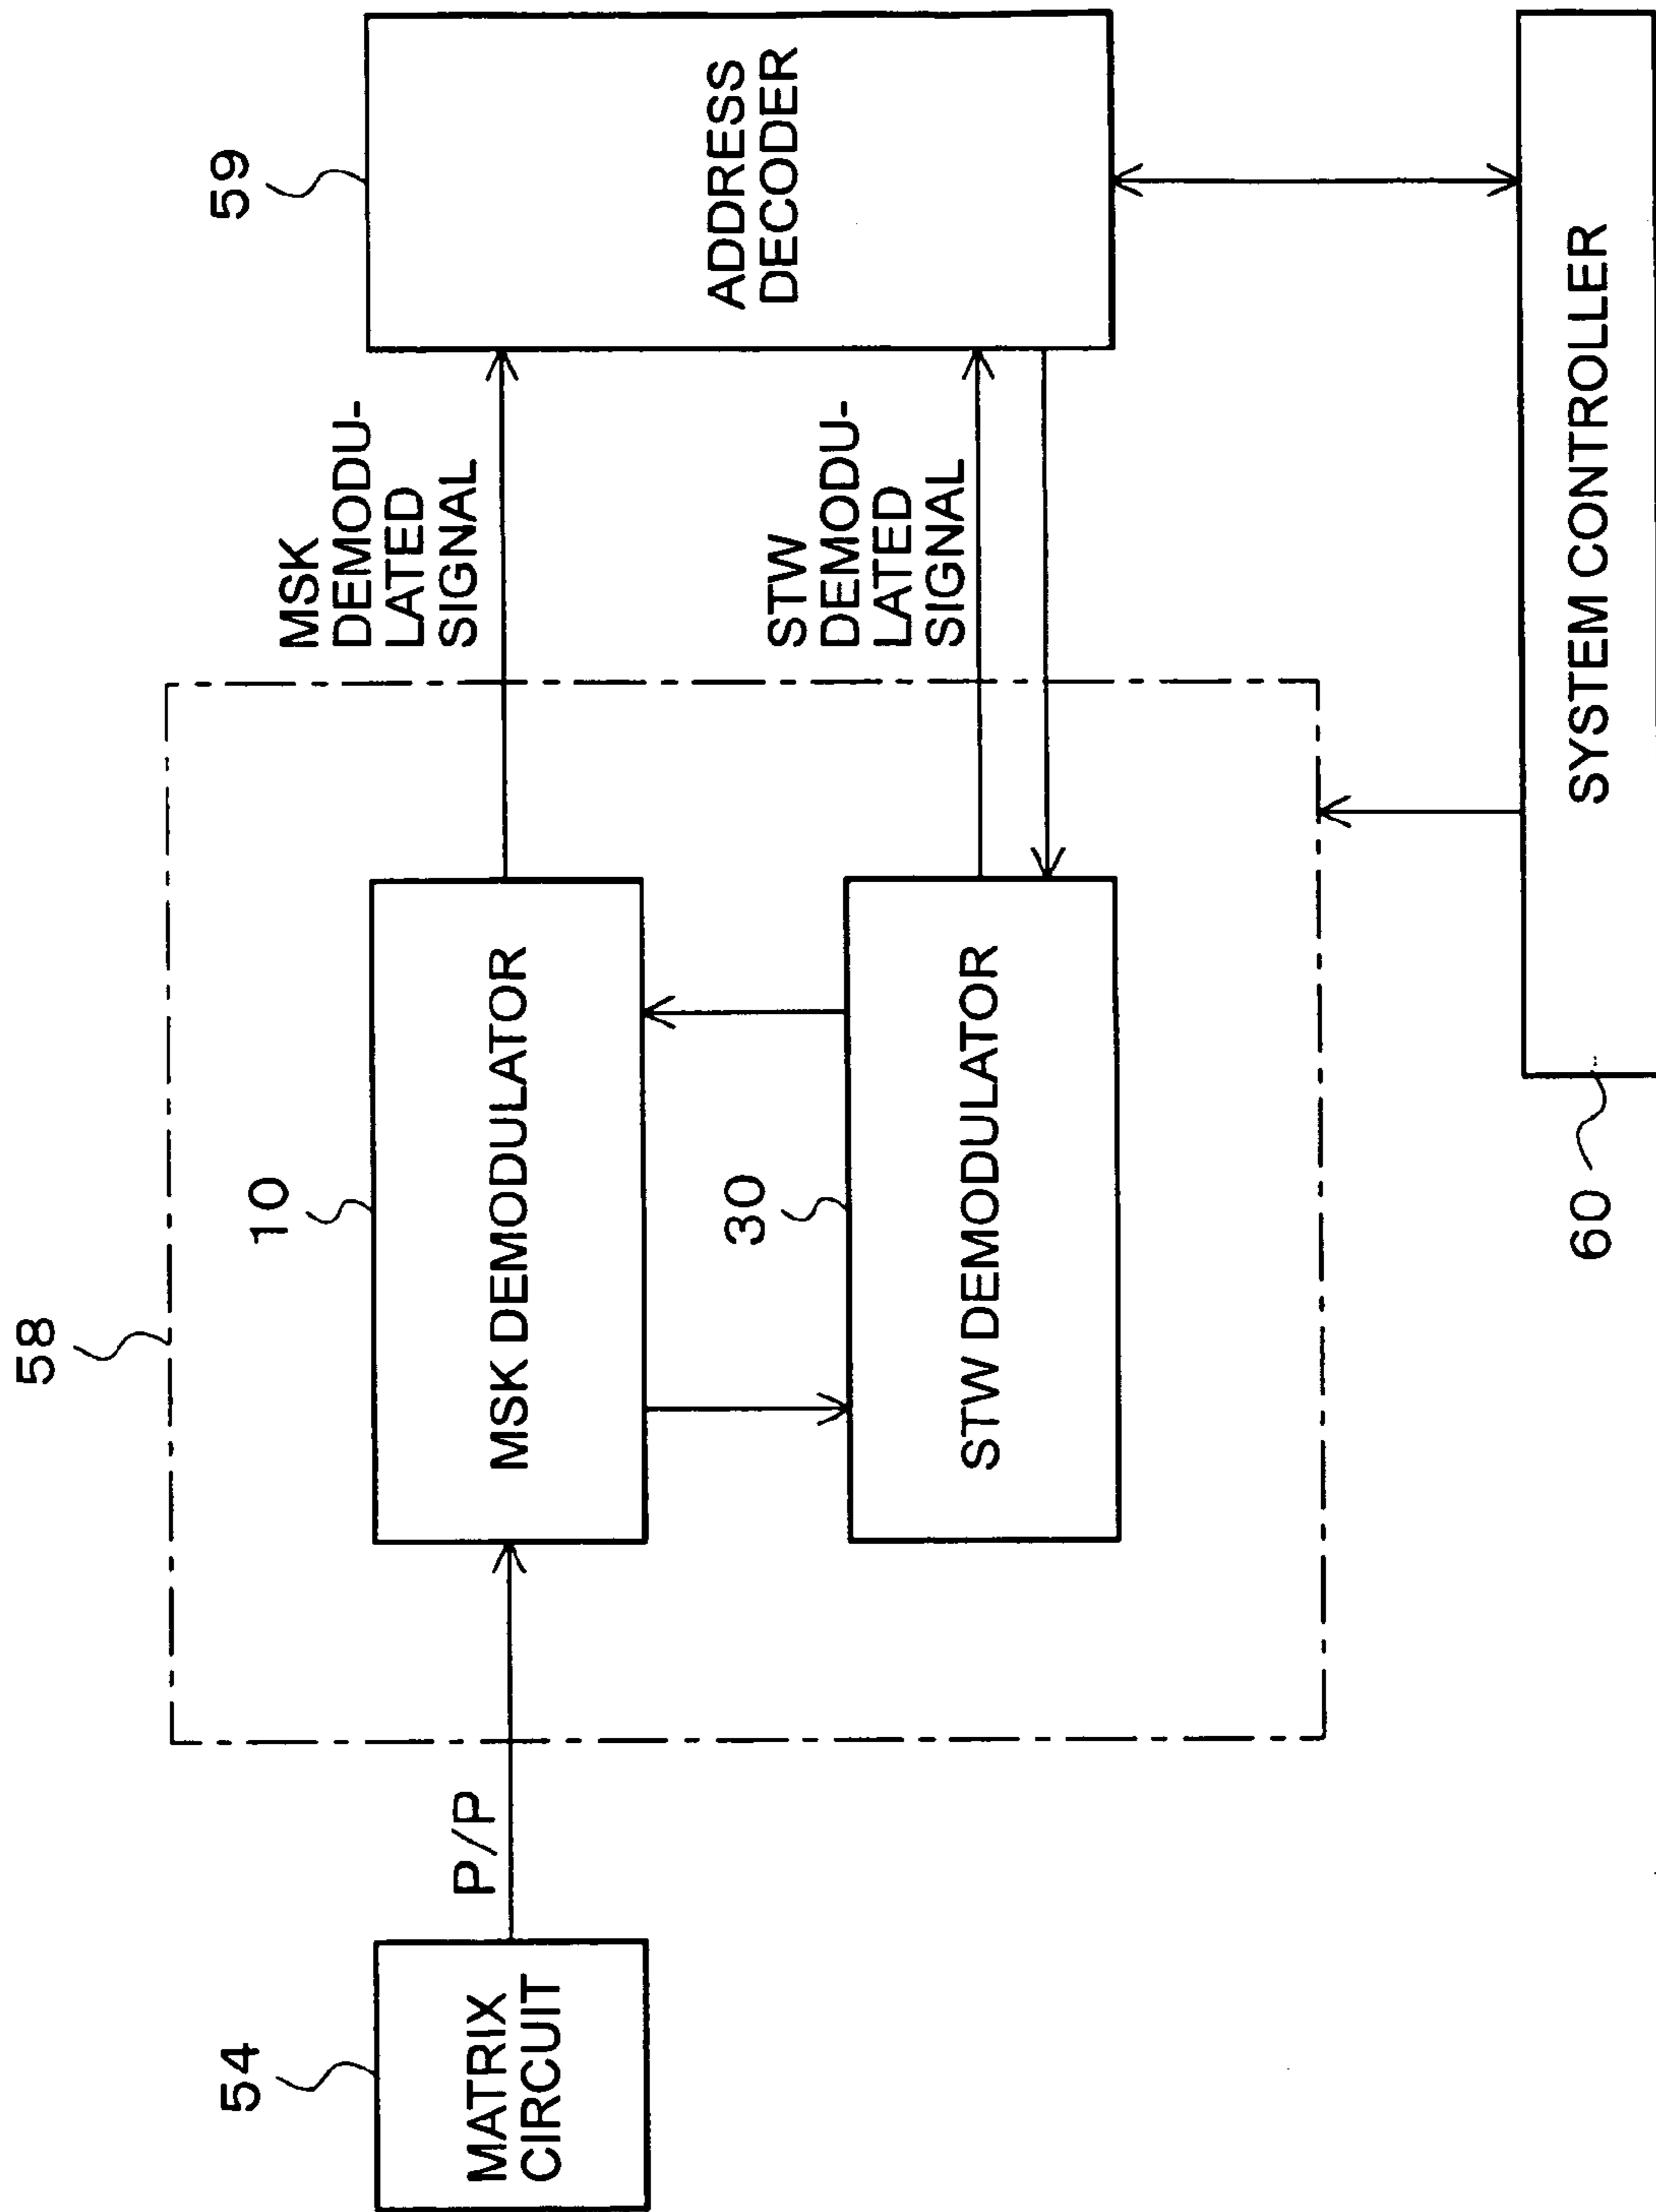 58
54
MATRIX
CIRCUIT
P/P
10
MSK DEMODULATOR
30
STW DEMODULATOR
MSK
DEMODU-
LATED
SIGNAL
STW
DEMODU-
LATED
SIGNAL
59
ADDRESS
DECODER
60
SYSTEM CONTROLLER